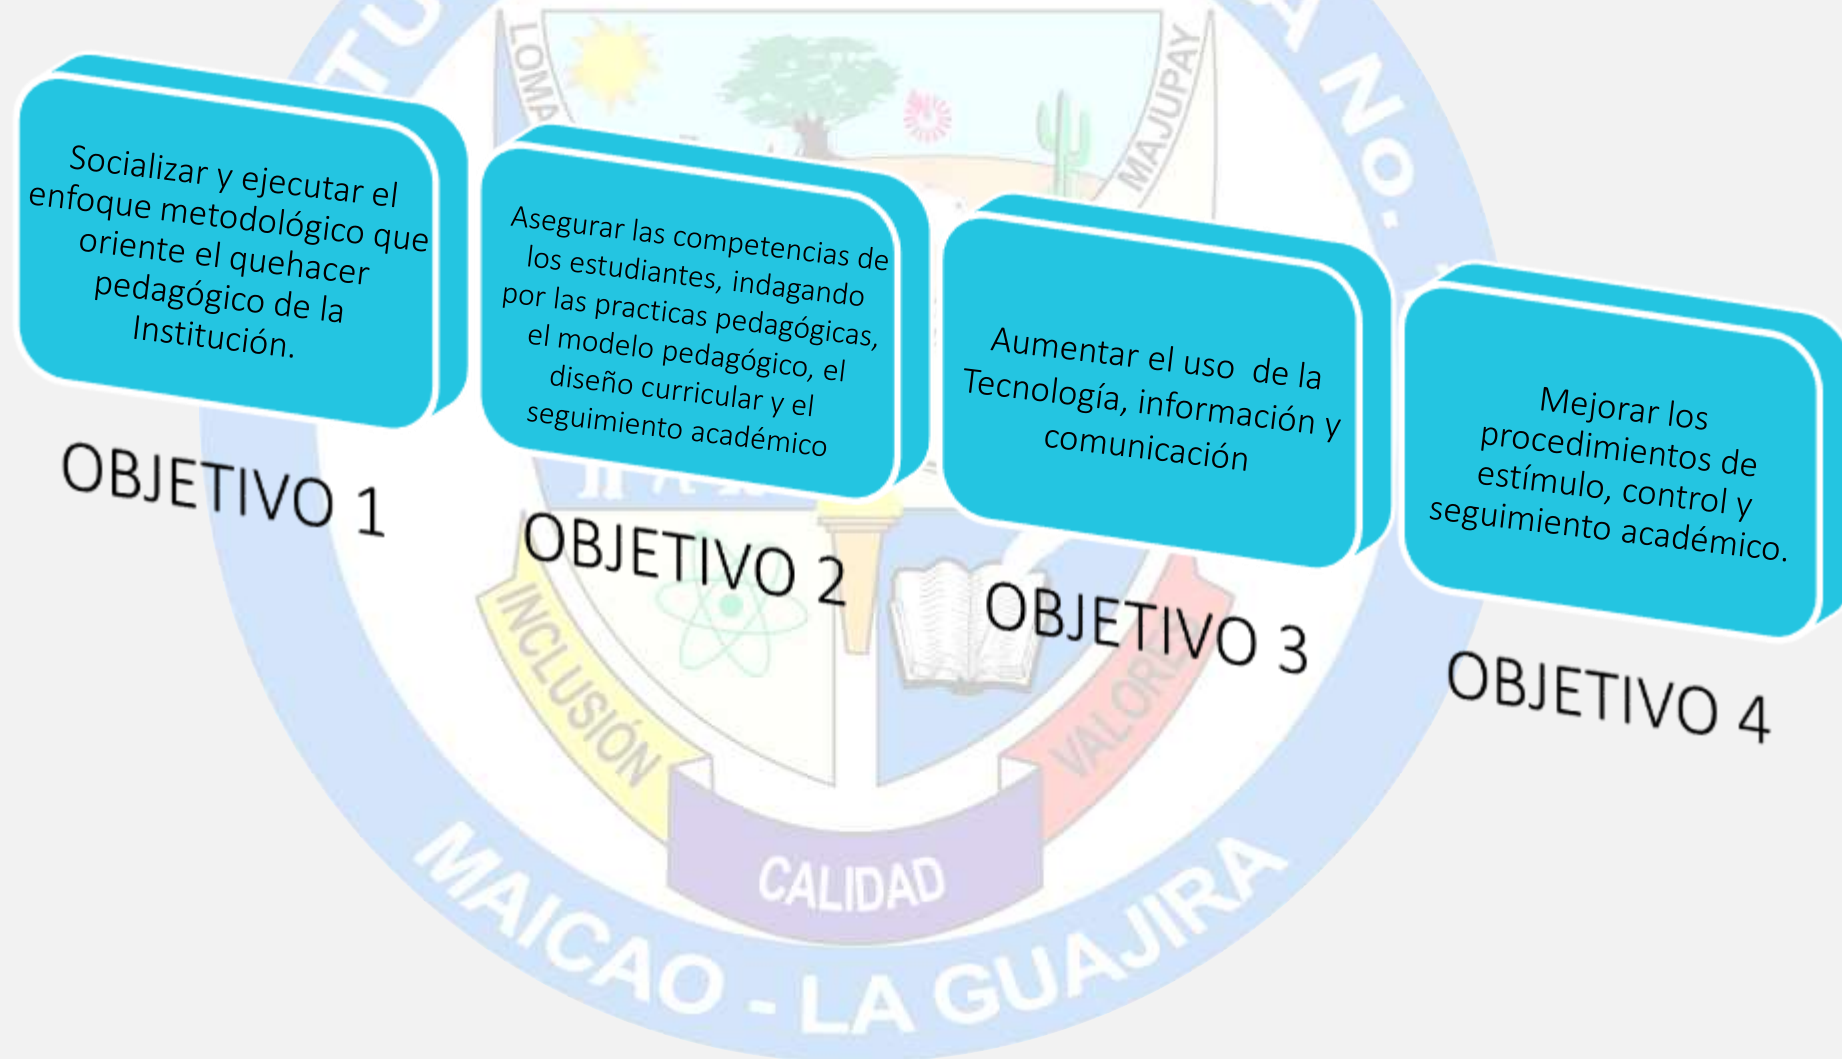 Socializar y ejecutar el
enfoque metodológico que
oriente el quehacer
pedagógico de la
Institución.
OBJETIVO 1
Asegurar las competencias de
los estudiantes, indagando
por las practicas pedagógicas,
el modelo pedagógico, el
diseño curricular y el
seguimiento académico
OBJETIVO 2
Aumentar el uso de la
Tecnología, información y
comunicación
OBJETIVO 3
Mejorar los
procedimientos de
estímulo, control y
seguimiento académico.
OBJETIVO 4
LOMA
MAJUPAY
NO.
INCLUSIÓN
CALIDAD
VALORES
MAICAO - LA GUAJIRA